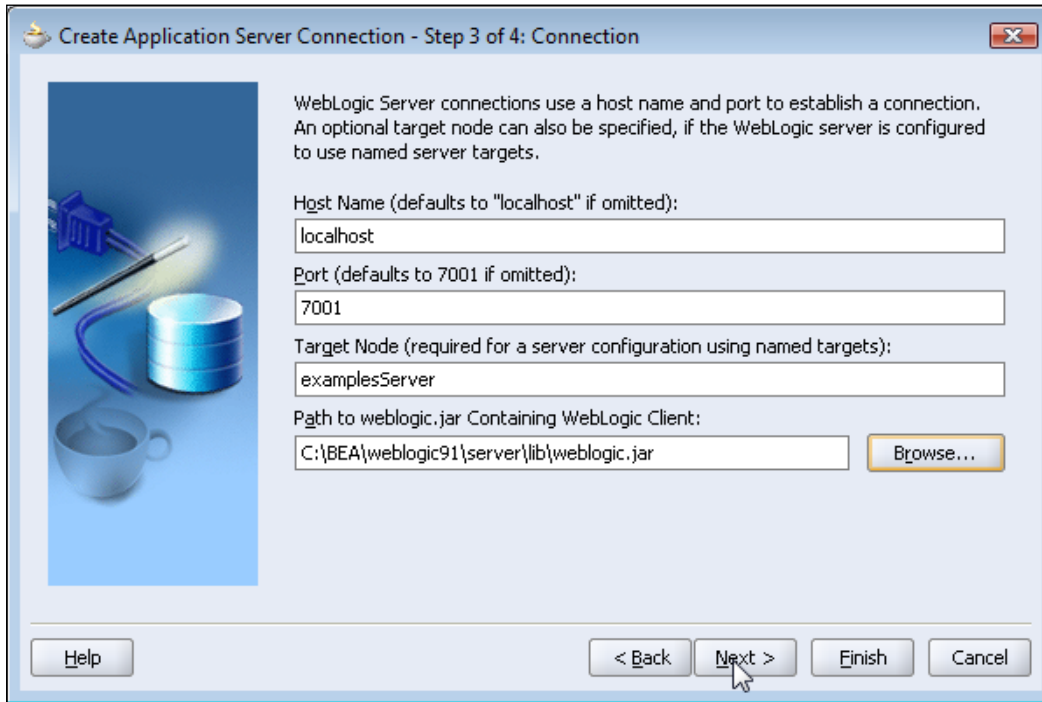 Create Application Server Connection - Step 3 of 4: Connection
WebLogic Server connections use a host name and port to establish a connection.
An optional target node can also be specified, if the WebLogic server is configured
to use named server targets.
Host Name (defaults to "localhost" if omitted):
localhost
Port (defaults to 7001 if omitted):
7001
Target Node (required for a server configuration using named targets):
examplesServer
Path to weblogic.jar Containing WebLogic Client:
C:\BEA\weblogic91\server\lib\weblogic.jar
Browse...
Help
< Back
Next >
Finish
Cancel